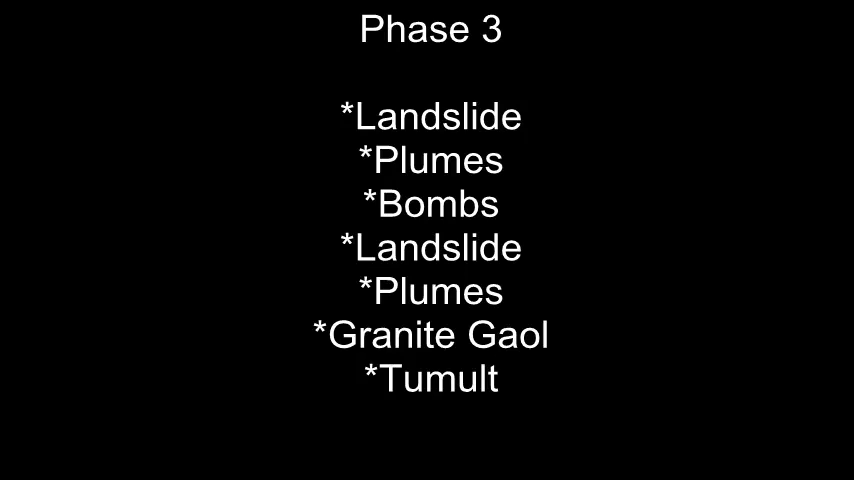 Phase 3
*Landslide
*Plumes
*Bombs
*Landslide
*Plumes
*Granite Gaol
*Tumult